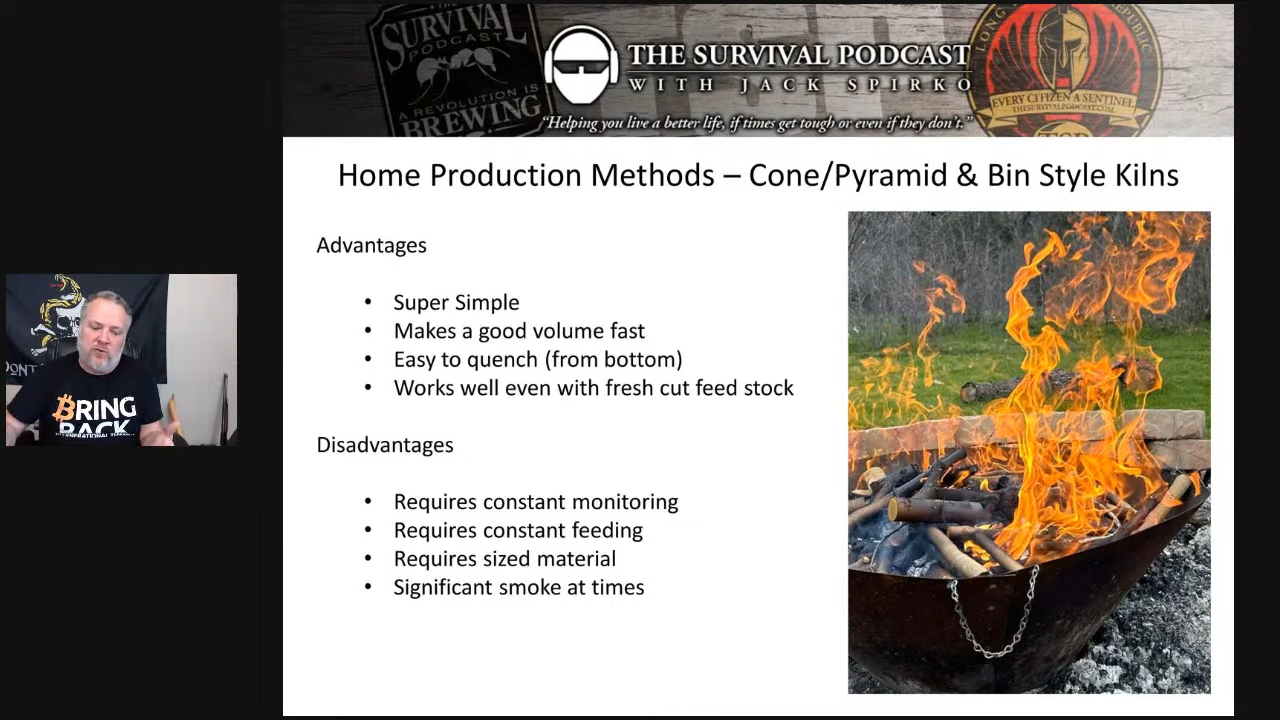 SURVIVAL
PODCAST
A REVOLUTION IS
BREWING
THE SURVIVAL PODCAST
WITH JACK SPIRKO
"Helping you live a better life, if times get tough or even if they don't."
LONG
REPUBLIC
EVERY CITIZEN A SENTINEL
THESURVIVALPODCAST.COM
TSP
Home Production Methods – Cone/Pyramid & Bin Style Kilns
Advantages
• Super Simple
• Makes a good volume fast
• Easy to quench (from bottom)
• Works well even with fresh cut feed stock
Disadvantages
• Requires constant monitoring
• Requires constant feeding
• Requires sized material
• Significant smoke at times
BRING
BACK